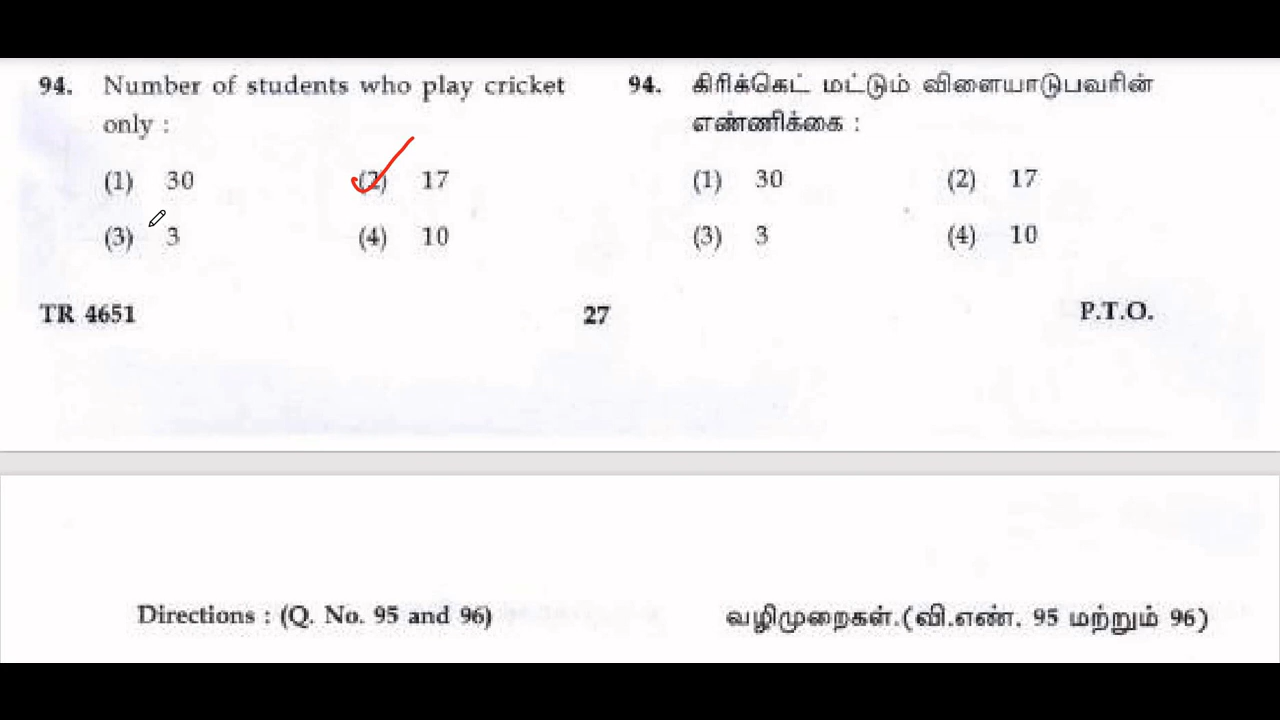 94. Number of students who play cricket
only :
(1) 30 (2) 17
(3) 3 (4) 10
94. கிரிக்கெட் மட்டும் விளையாடுபவரின்
எண்ணிக்கை :
(1) 30 (2) 17
(3) 3 (4) 10
TR 4651 27 P.T.O.
Directions : (Q. No. 95 and 96)
வழிமுறைகள்.(வி.எண். 95 மற்றும் 96)